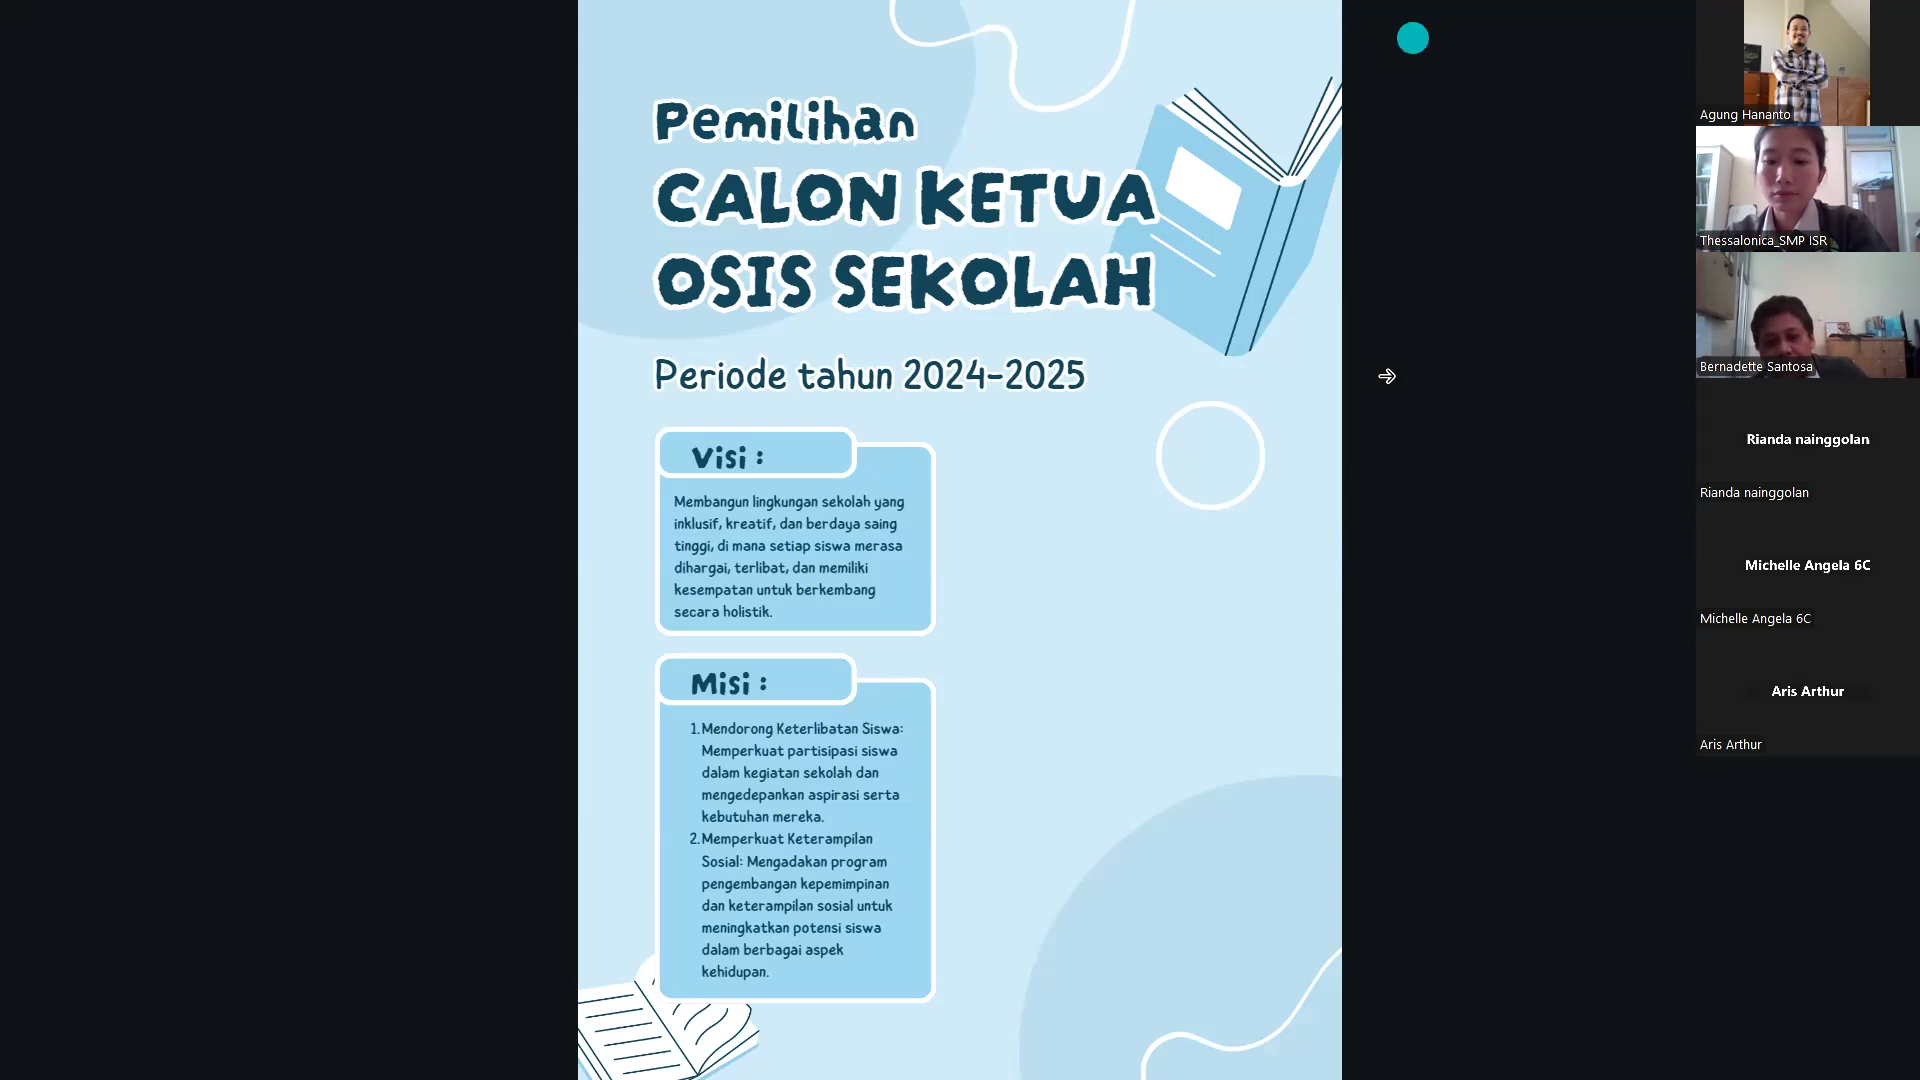 Pemilihan
CALON KETUA
OSIS SEKOLAH
Periode tahun 2024-2025
Visi :
Membangun lingkungan sekolah yang
inklusif, kreatif, dan berdaya saing
tinggi, di mana setiap siswa merasa
dihargai, terlibat, dan memiliki
kesempatan untuk berkembang
secara holistik.
Misi :
1. Mendorong Keterlibatan Siswa:
Memperkuat partisipasi siswa
dalam kegiatan sekolah dan
mengedepankan aspirasi serta
kebutuhan mereka.
2. Memperkuat Keterampilan
Sosial: Mengadakan program
pengembangan kepemimpinan
dan keterampilan sosial untuk
meningkatkan potensi siswa
dalam berbagai aspek
kehidupan.
Agung Hananto
Thessalonica_SMP ISR
Bernadette Santosa
Rianda nainggolan
Rianda nainggolan
Michelle Angela 6C
Michelle Angela 6C
Aris Arthur
Aris Arthur